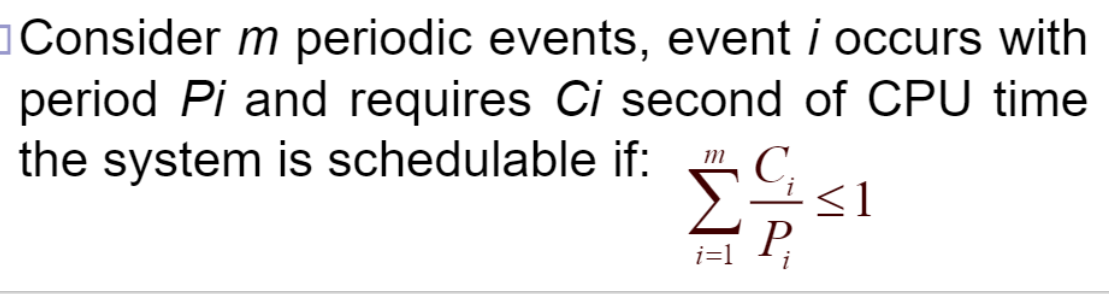 Consider m periodic events, event i occurs with
period Pi and requires Ci second of CPU time
the system is schedulable if: $\sum_{i=1}^{m} \frac{C_i}{P_i} \leq 1$